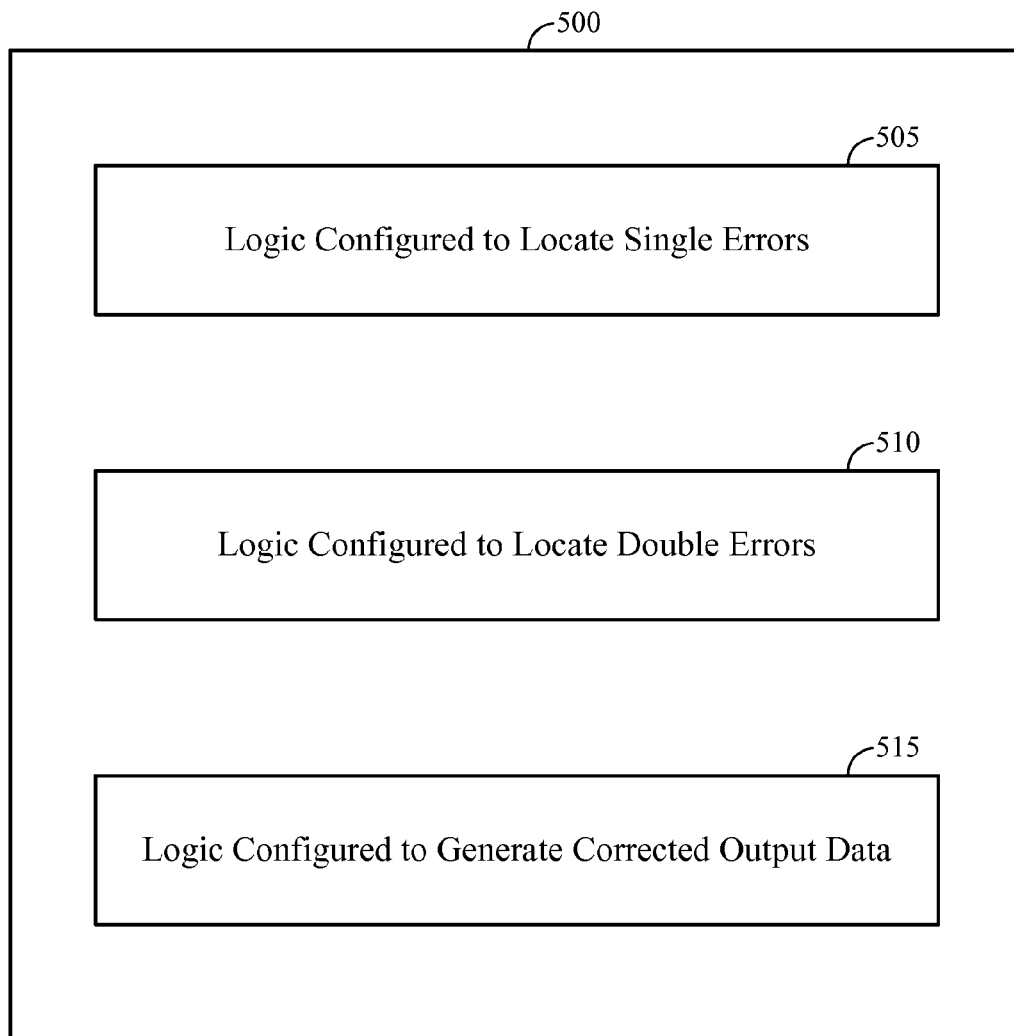 500
505
Logic Configured to Locate Single Errors
510
Logic Configured to Locate Double Errors
515
Logic Configured to Generate Corrected Output Data